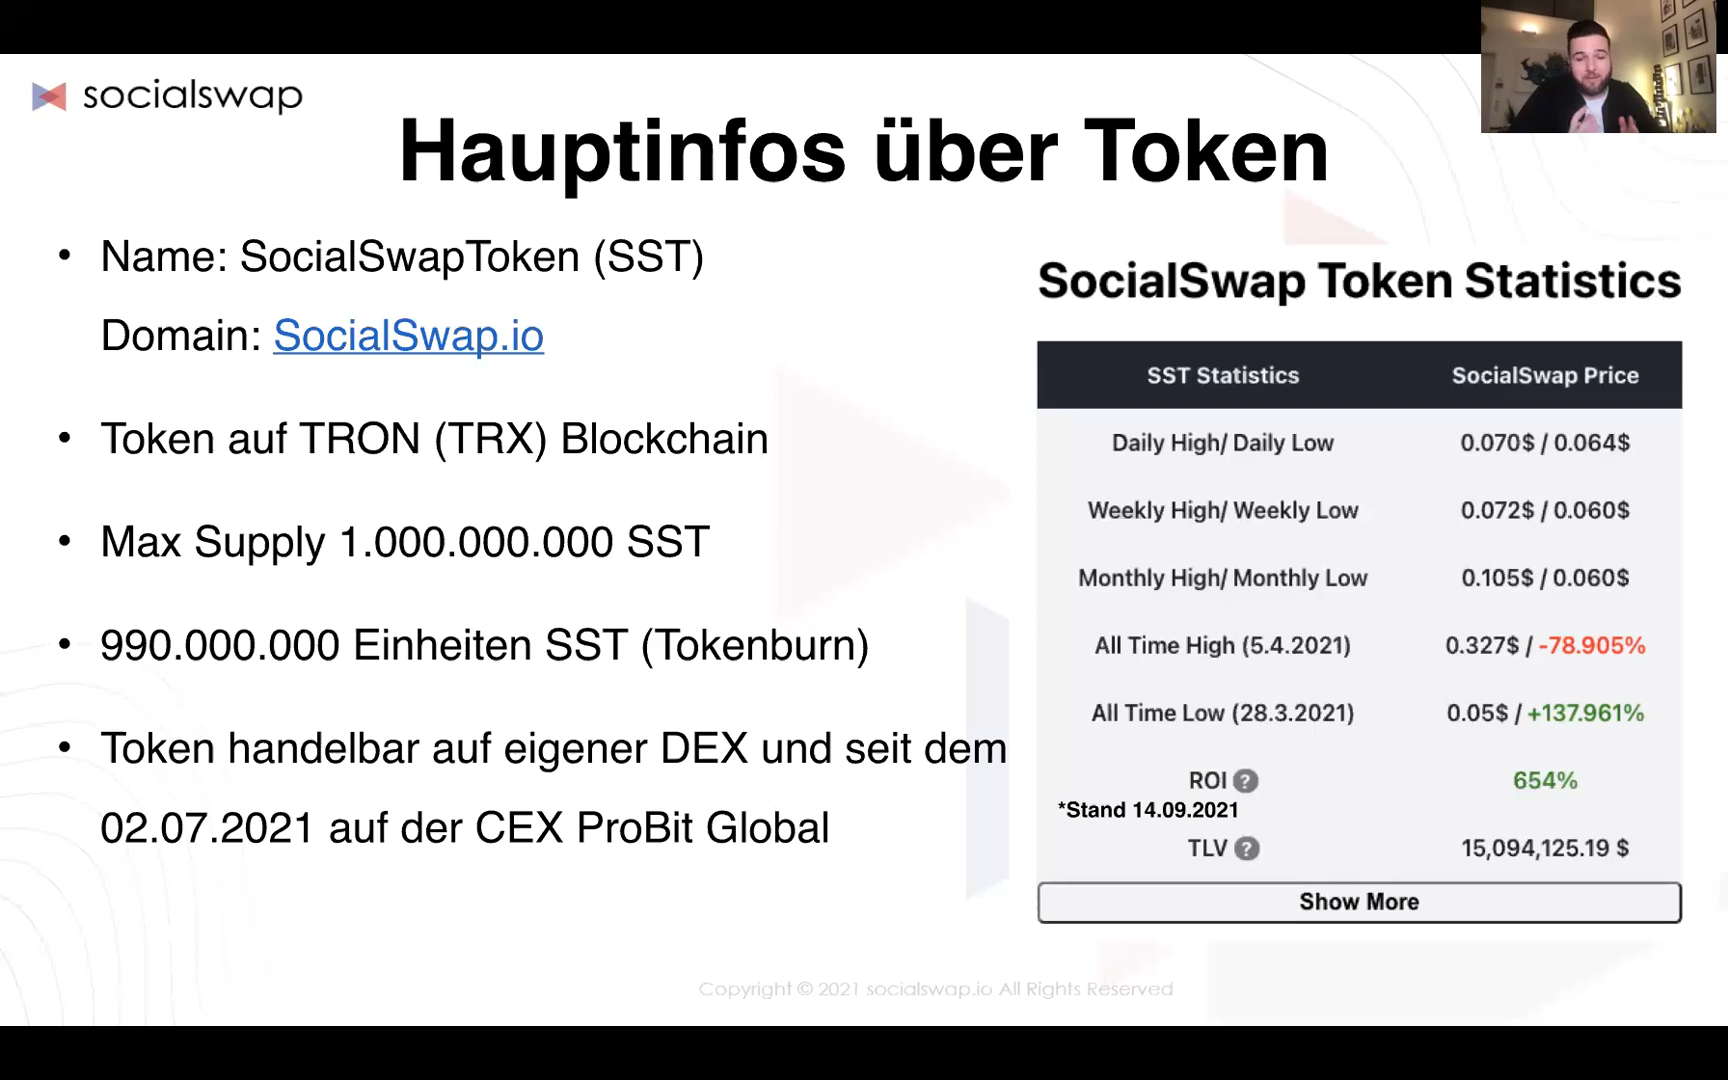 socialswap
Hauptinfos über Token
• Name: SocialSwapToken (SST)
Domain: SocialSwap.io
• Token auf TRON (TRX) Blockchain
• Max Supply 1.000.000.000 SST
• 990.000.000 Einheiten SST (Tokenburn)
• Token handelbar auf eigener DEX und seit dem
02.07.2021 auf der CEX ProBit Global
SocialSwap Token Statistics
SST Statistics SocialSwap Price
Daily High/ Daily Low 0.070$ / 0.064$
Weekly High/ Weekly Low 0.072$ / 0.060$
Monthly High/ Monthly Low 0.105$ / 0.060$
All Time High (5.4.2021) 0.327$ / -78.905%
All Time Low (28.3.2021) 0.05$ / +137.961%
ROI ? 654%
*Stand 14.09.2021
TLV ? 15,094,125.19 $
Show More
Copyright © 2021 socialswap.io All Rights Reserved